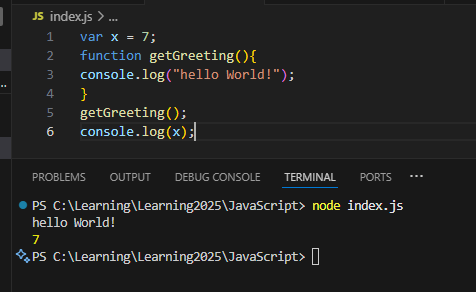 JS index.js > ...
1 var x = 7;
2 function getGreeting(){
3 console.log("hello World!");
4 }
5 getGreeting();
6 console.log(x);
PROBLEMS OUTPUT DEBUG CONSOLE TERMINAL PORTS ...
PS C:\Learning\Learning2025\JavaScript> node index.js
hello World!
7
PS C:\Learning\Learning2025\JavaScript>